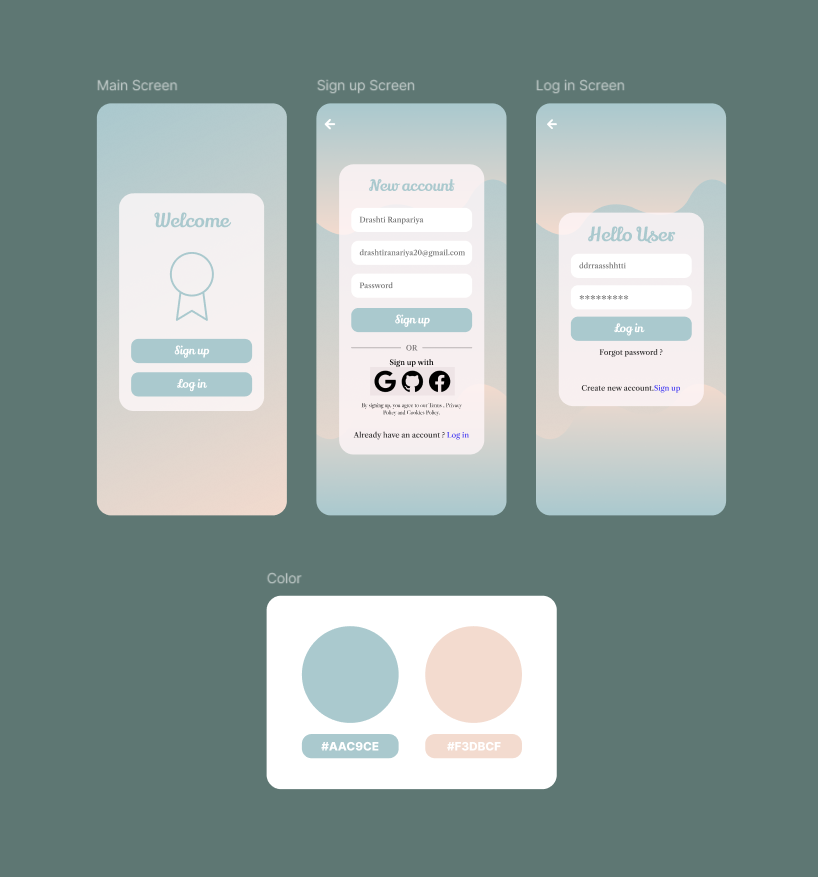 Main Screen
Sign up Screen
Log in Screen
Welcome
Sign up
Log in
New account
Drashti Ranpariya
drashtiranariya20@gmail.com
Password
Sign up
OR
Sign up with
By signing up, you agree to our Terms , Privacy
Policy and Cookies Policy.
Already have an account ? Log in
Hello User
ddrraasshhtti
*********
Log in
Forgot password ?
Create new account.Sign up
Color
#AAC9CE
#F3DBCF